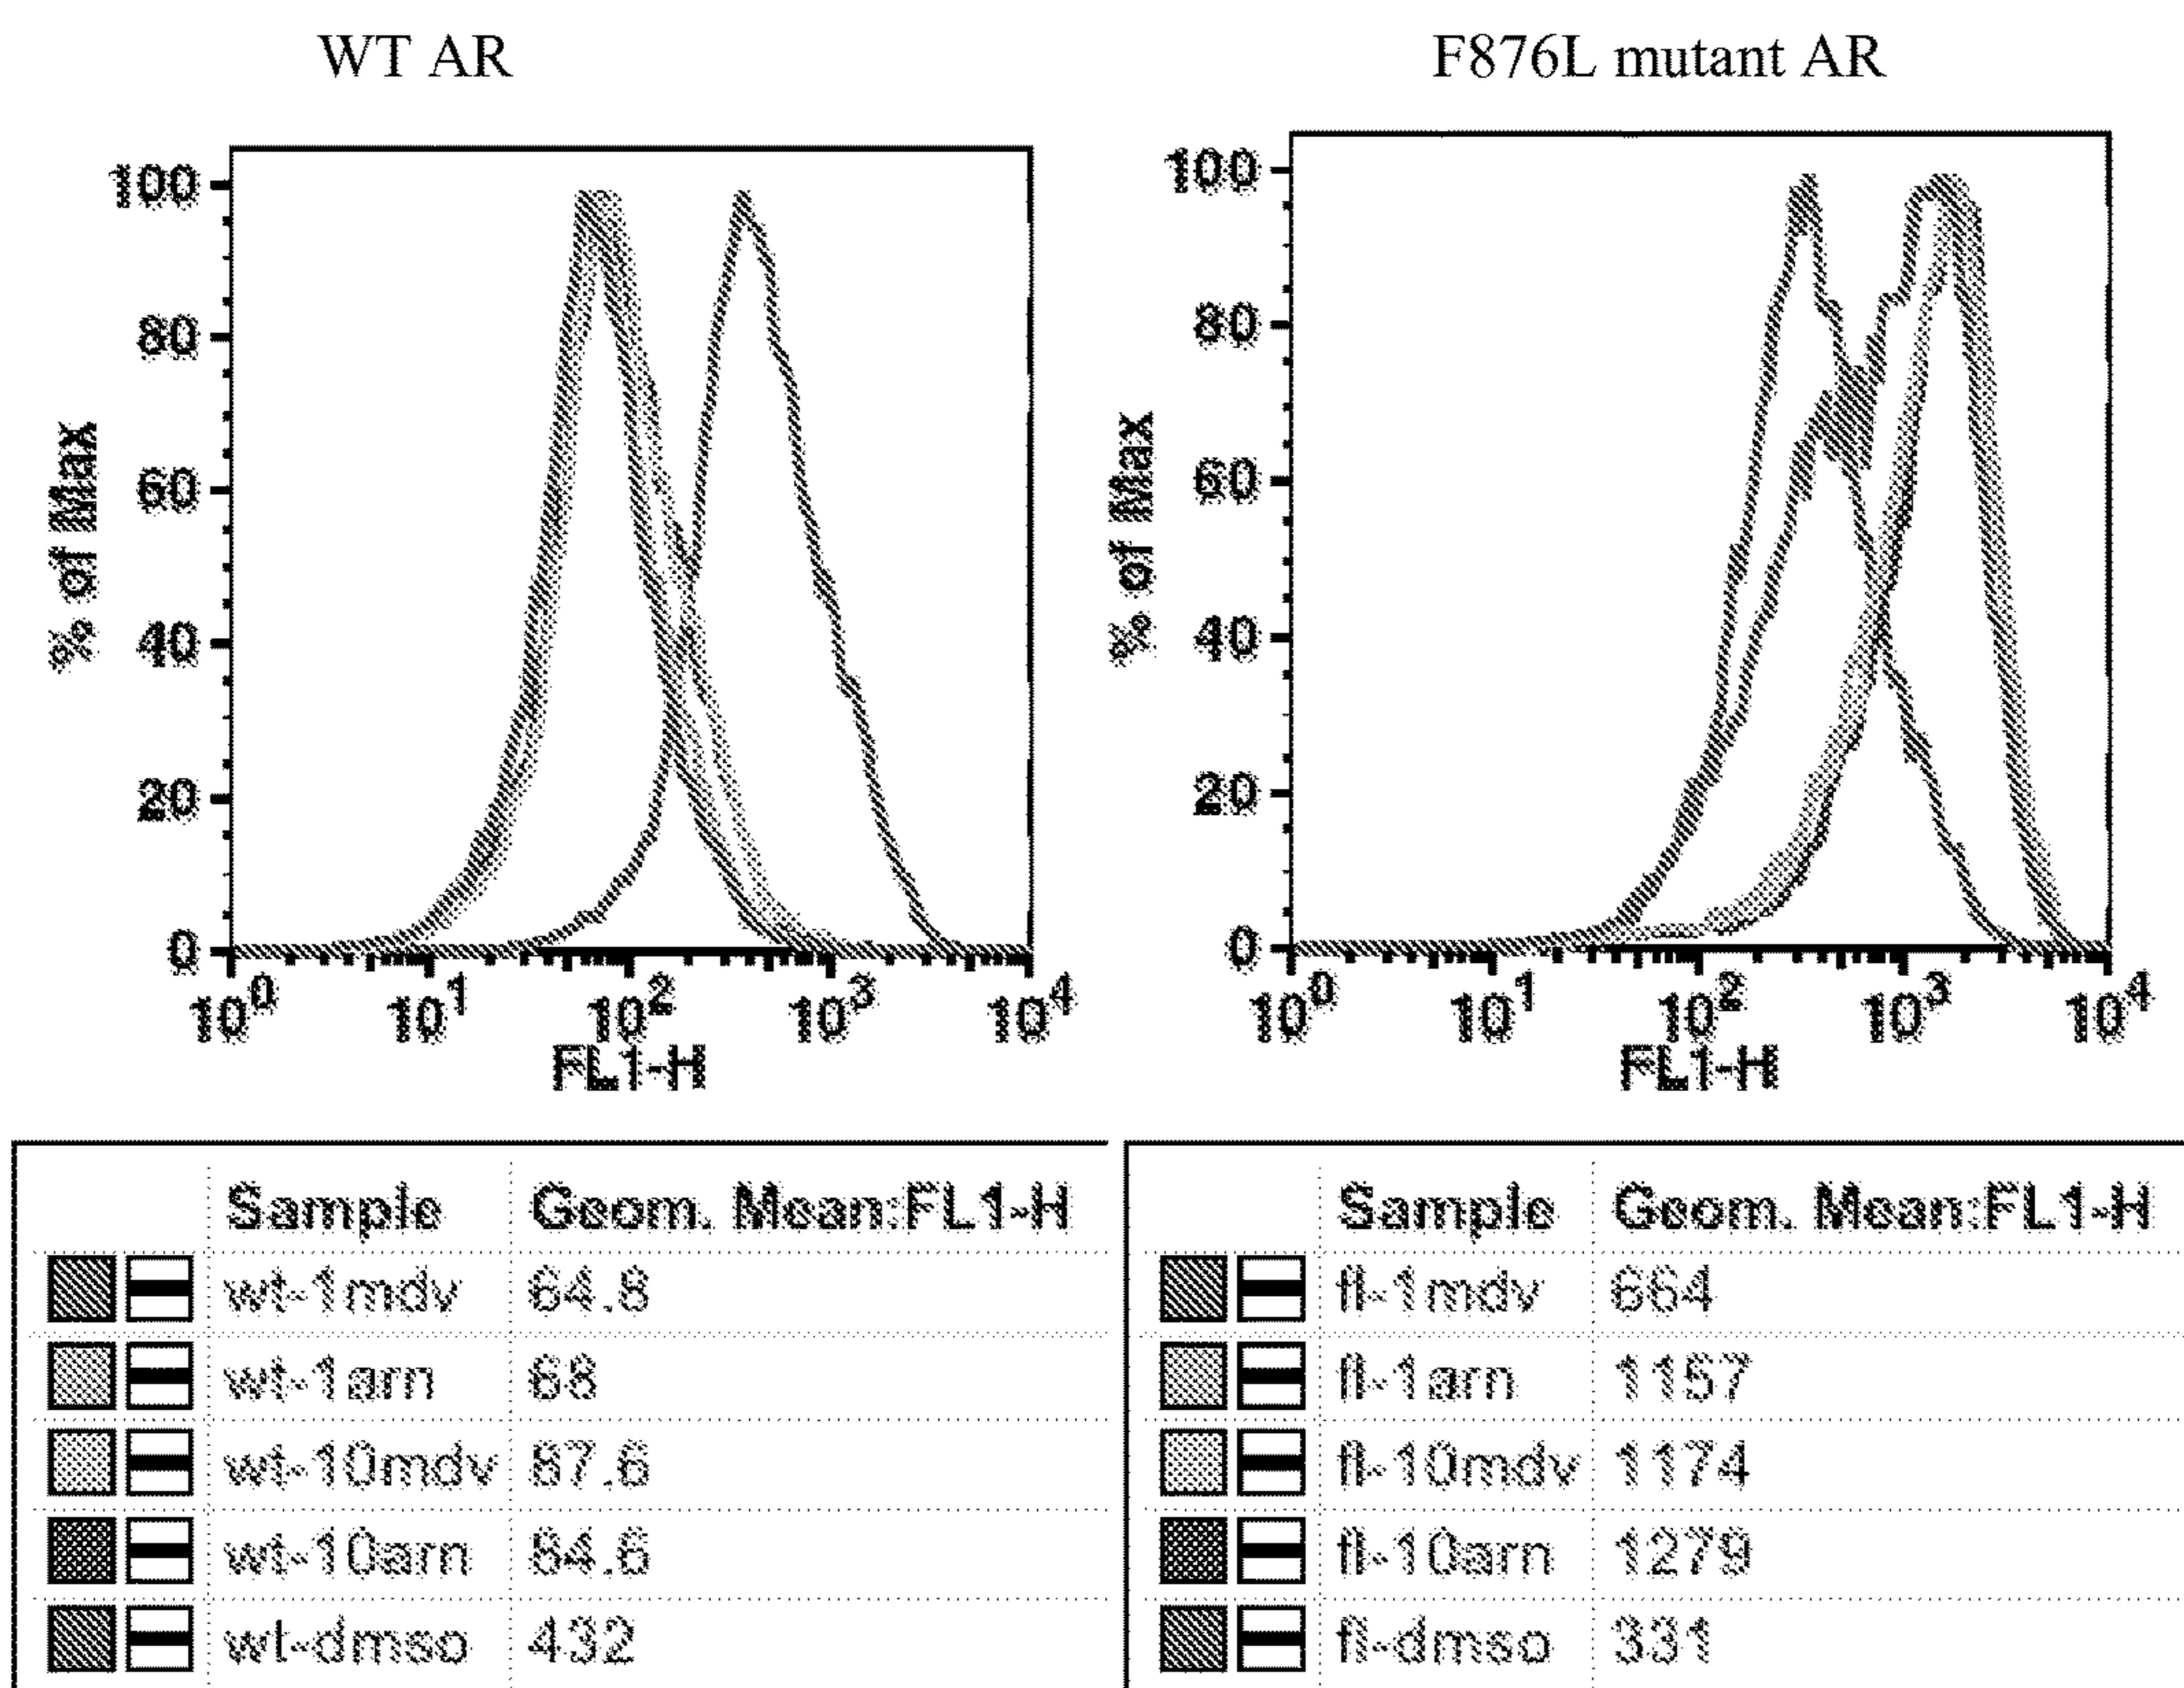 WT AR
F876L mutant AR
100
80
60
40
20
0
% of Max
10^0 10^1 10^2 10^3 10^4
FL1-H
100
80
60
40
20
0
% of Max
10^0 10^1 10^2 10^3 10^4
FL1-H
Sample Geom. Mean:FL1-H
wt-1mdv 64.8
wt-1arn 68
wt-10mdv
wt-10arn
wt-dmso 432
Sample Geom. Mean:FL1-H
fl-1mdv 664
fl-1arn 1157
fl-10mdv 1174
fl-10arn 1279
fl-dmso 331